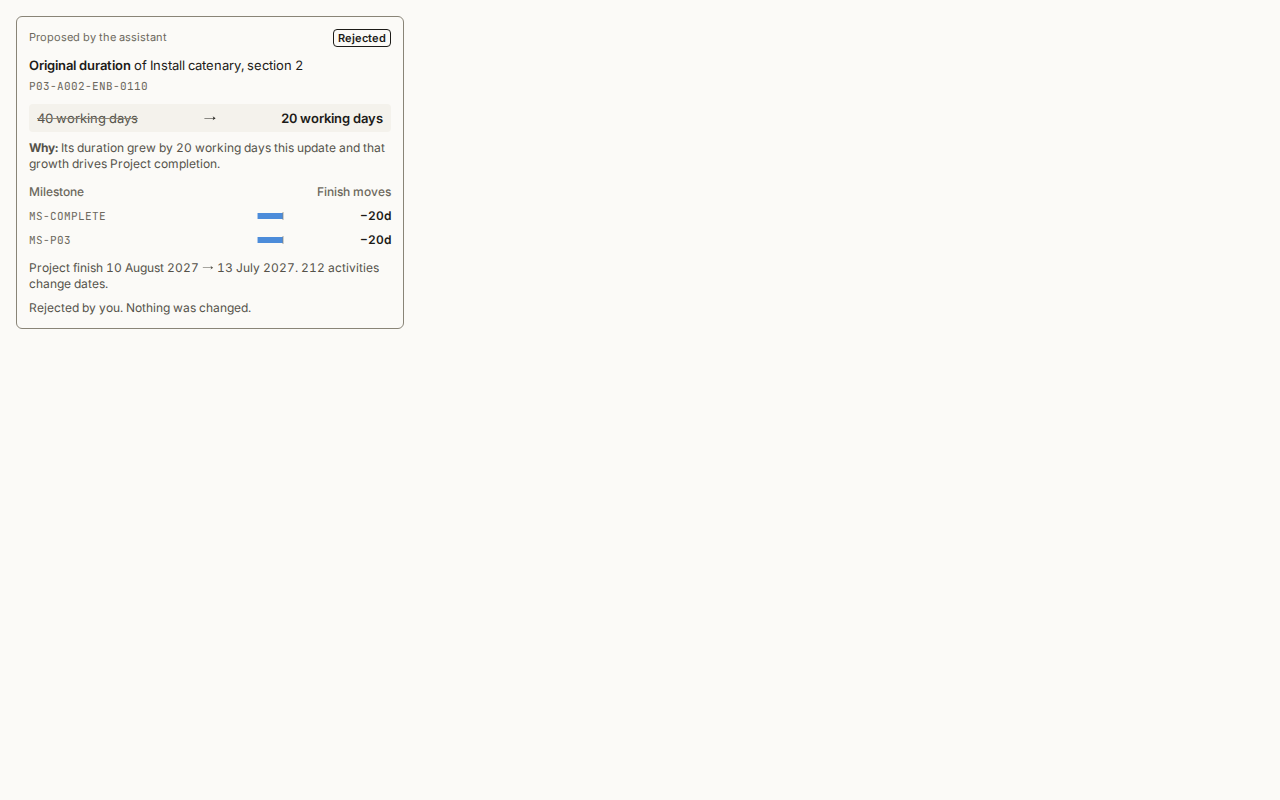 Proposed by the assistant
Rejected
Original duration of Install catenary, section 2
P03-A002-ENB-0110
40 working days → 20 working days
Why: Its duration grew by 20 working days this update and that
growth drives Project completion.
Milestone Finish moves
MS-COMPLETE −20d
MS-P03 −20d
Project finish 10 August 2027 → 13 July 2027. 212 activities
change dates.
Rejected by you. Nothing was changed.